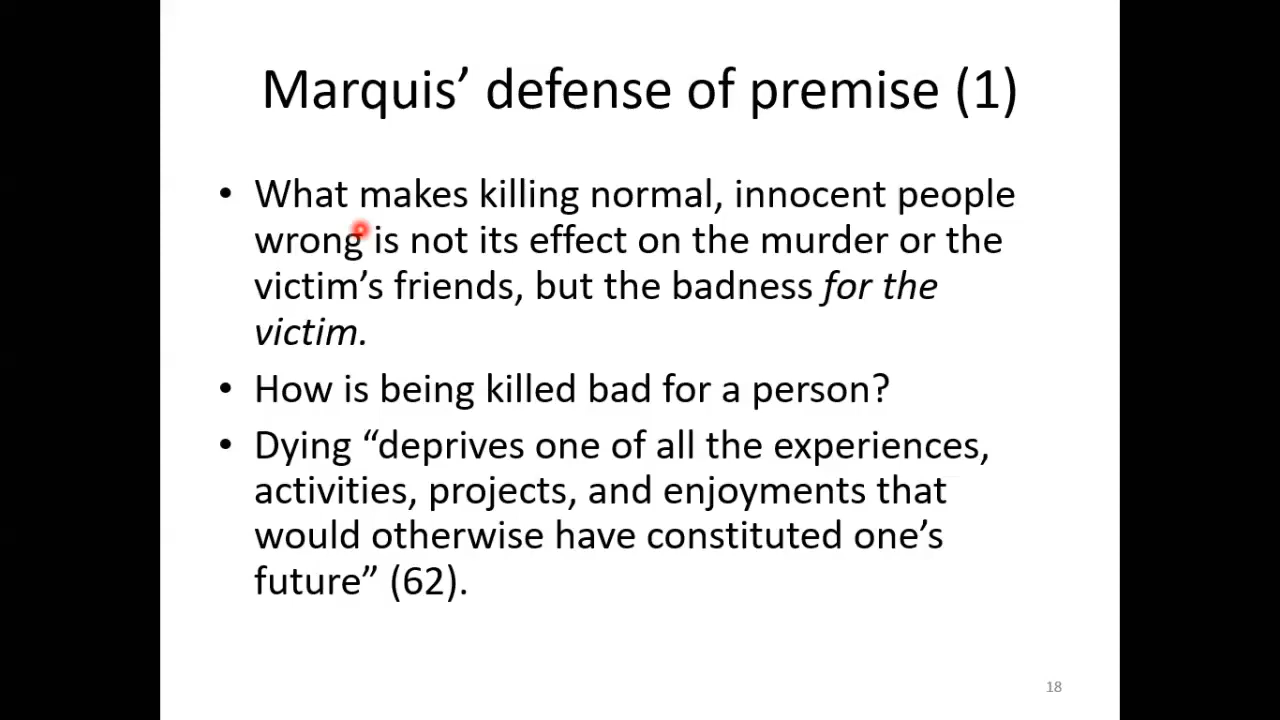 Marquis’ defense of premise (1)
• What makes killing normal, innocent people
wrong is not its effect on the murder or the
victim’s friends, but the badness for the
victim.
• How is being killed bad for a person?
• Dying “deprives one of all the experiences,
activities, projects, and enjoyments that
would otherwise have constituted one’s
future” (62).
18